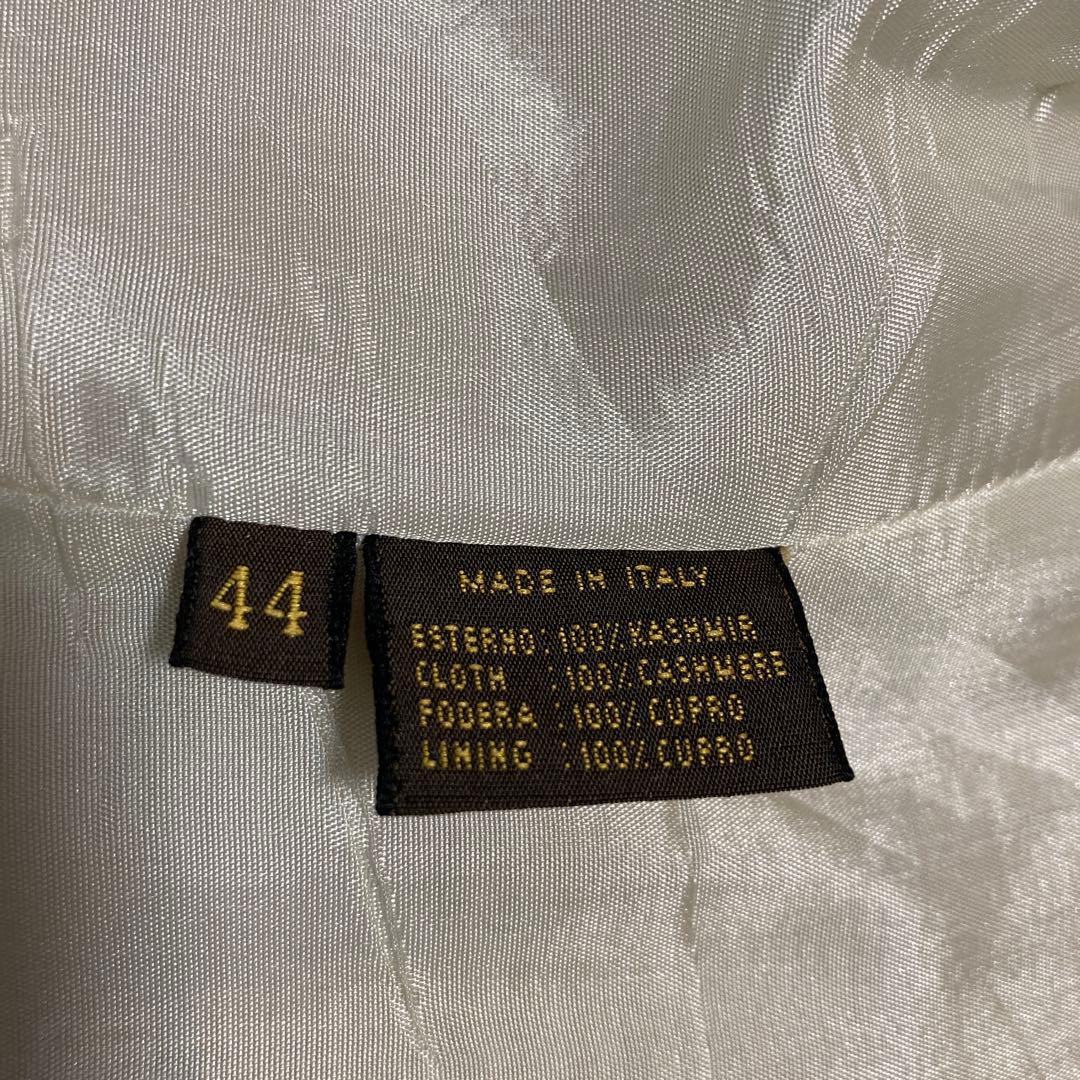 44
MADE IN ITALY
ESTERNO: 100% KASHMIR
CLOTH : 100% CASHMERE
FODERA : 100% CUPRO
LINING : 100% CUPRO